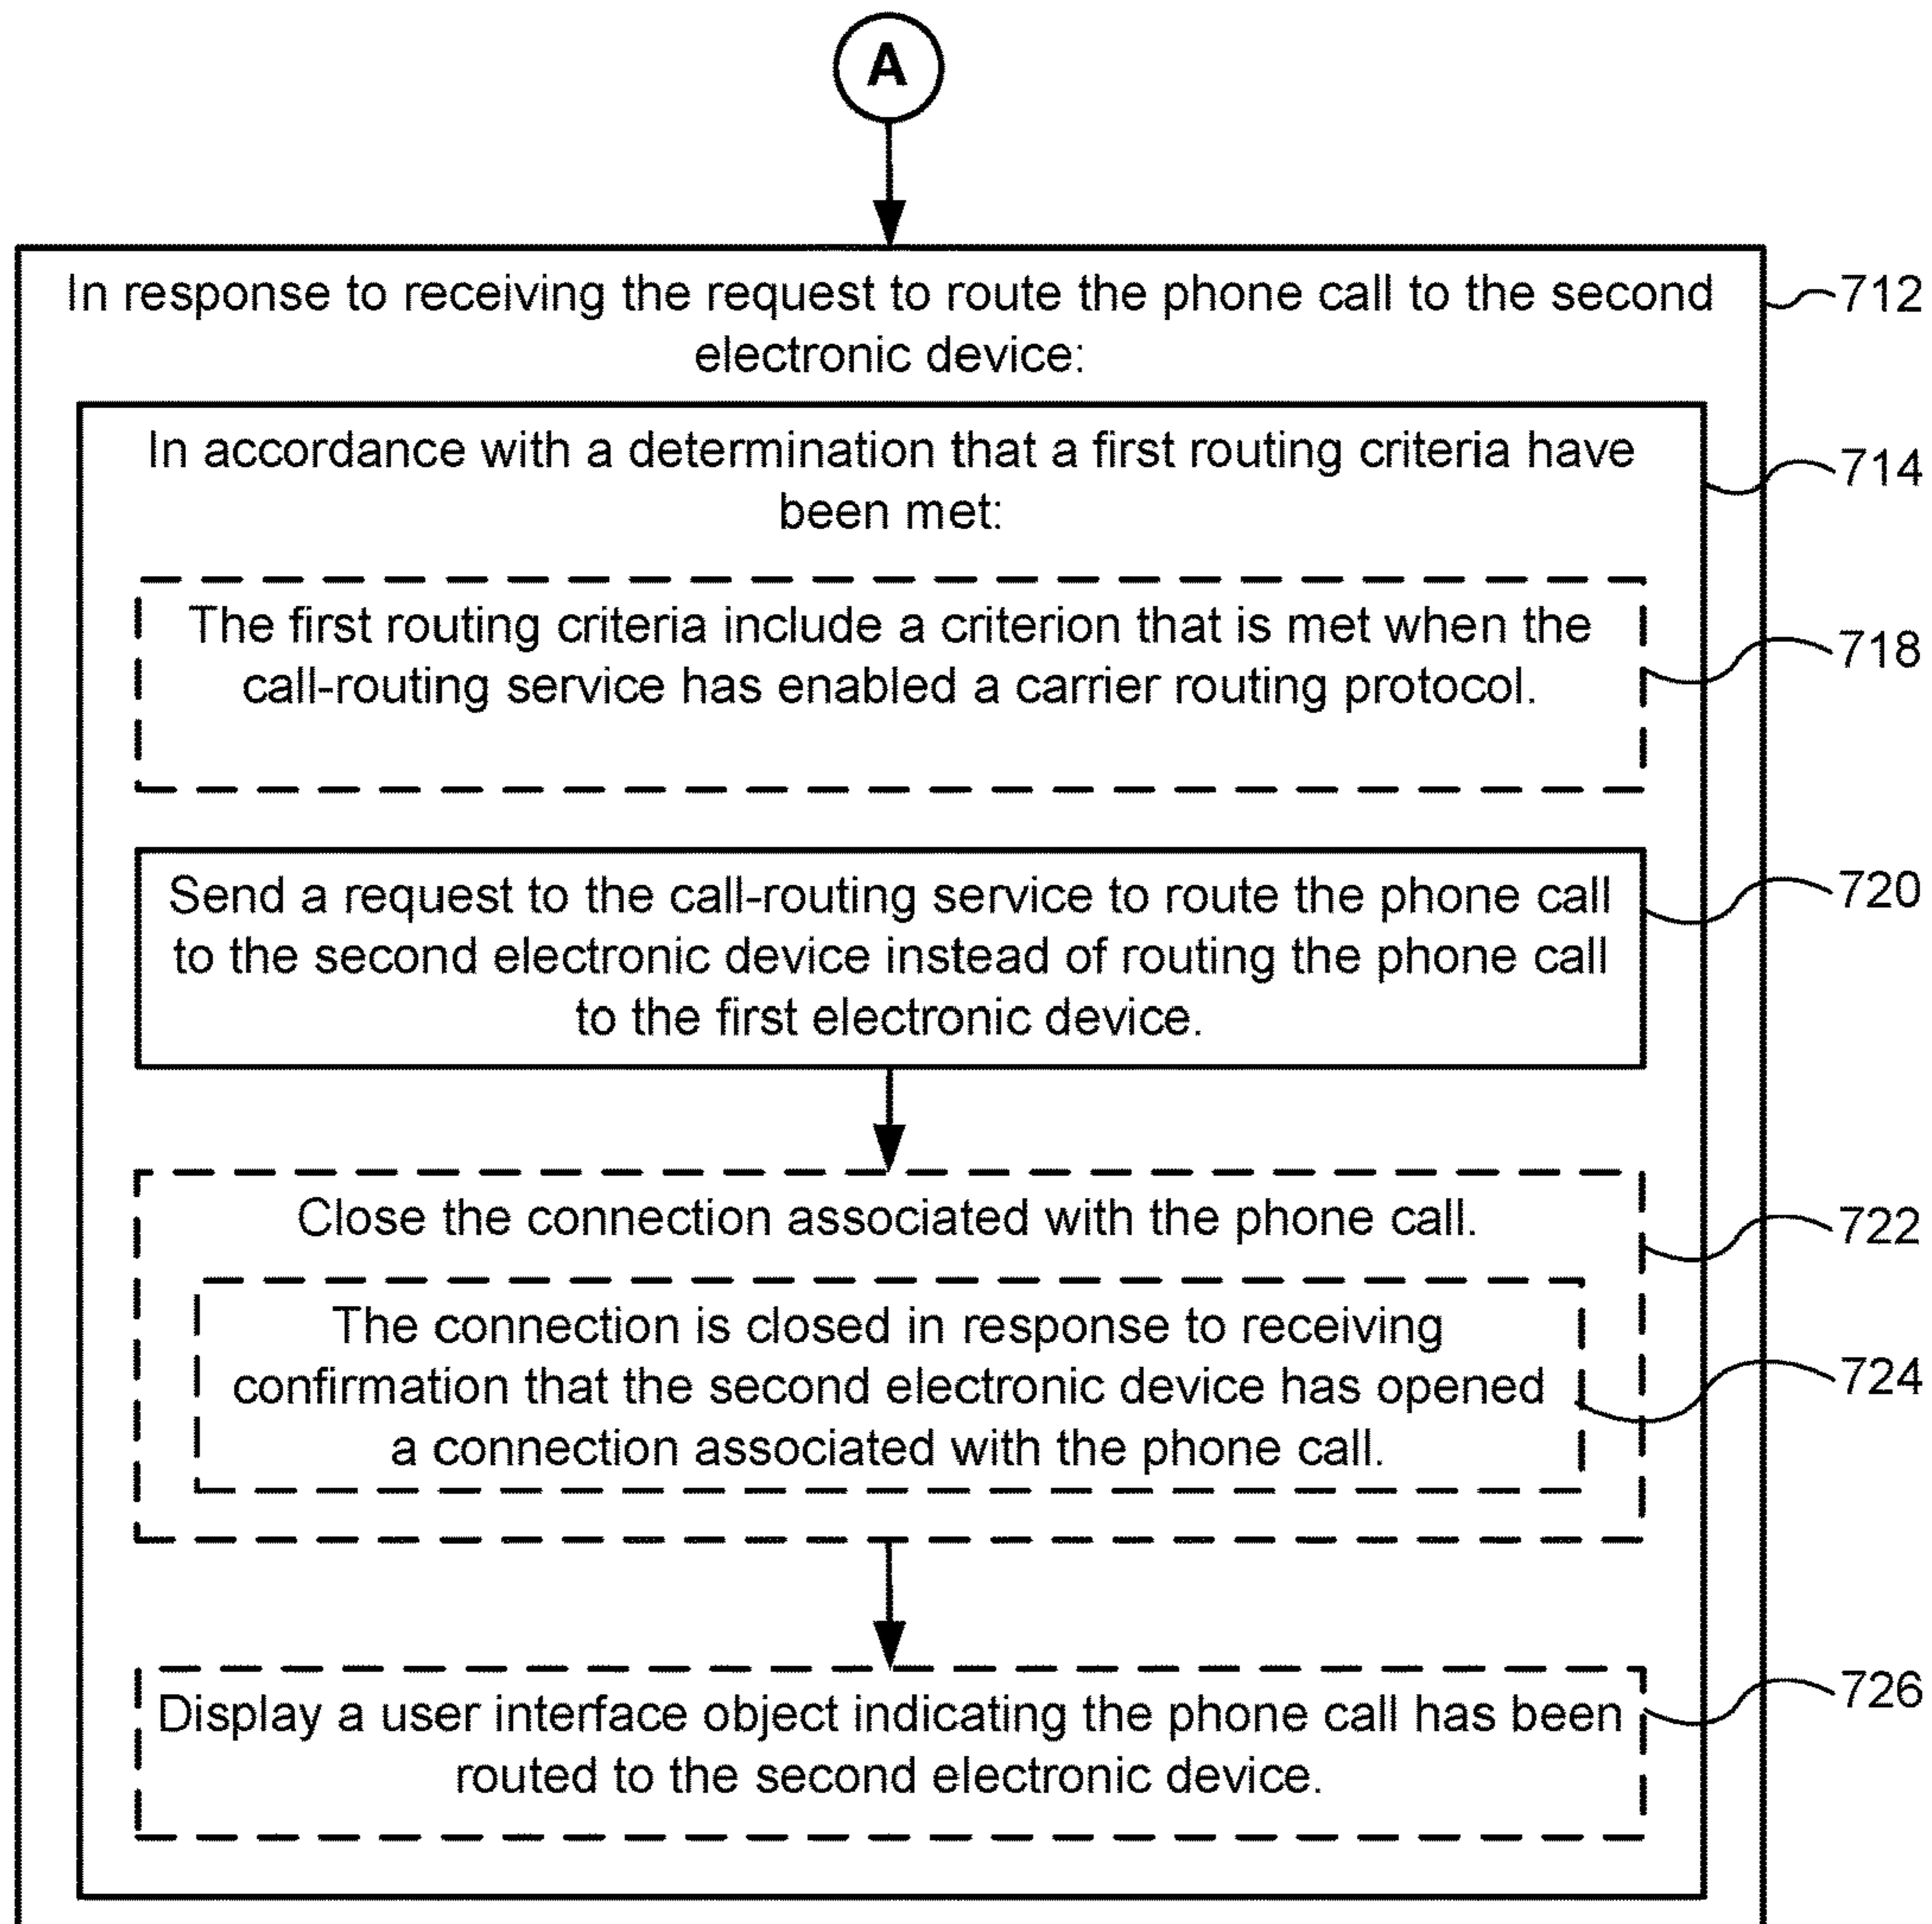 A
In response to receiving the request to route the phone call to the second
electronic device:
712
In accordance with a determination that a first routing criteria have
been met:
714
The first routing criteria include a criterion that is met when the
call-routing service has enabled a carrier routing protocol.
718
Send a request to the call-routing service to route the phone call
to the second electronic device instead of routing the phone call
to the first electronic device.
720
Close the connection associated with the phone call.
722
The connection is closed in response to receiving
confirmation that the second electronic device has opened
a connection associated with the phone call.
724
Display a user interface object indicating the phone call has been
routed to the second electronic device.
726